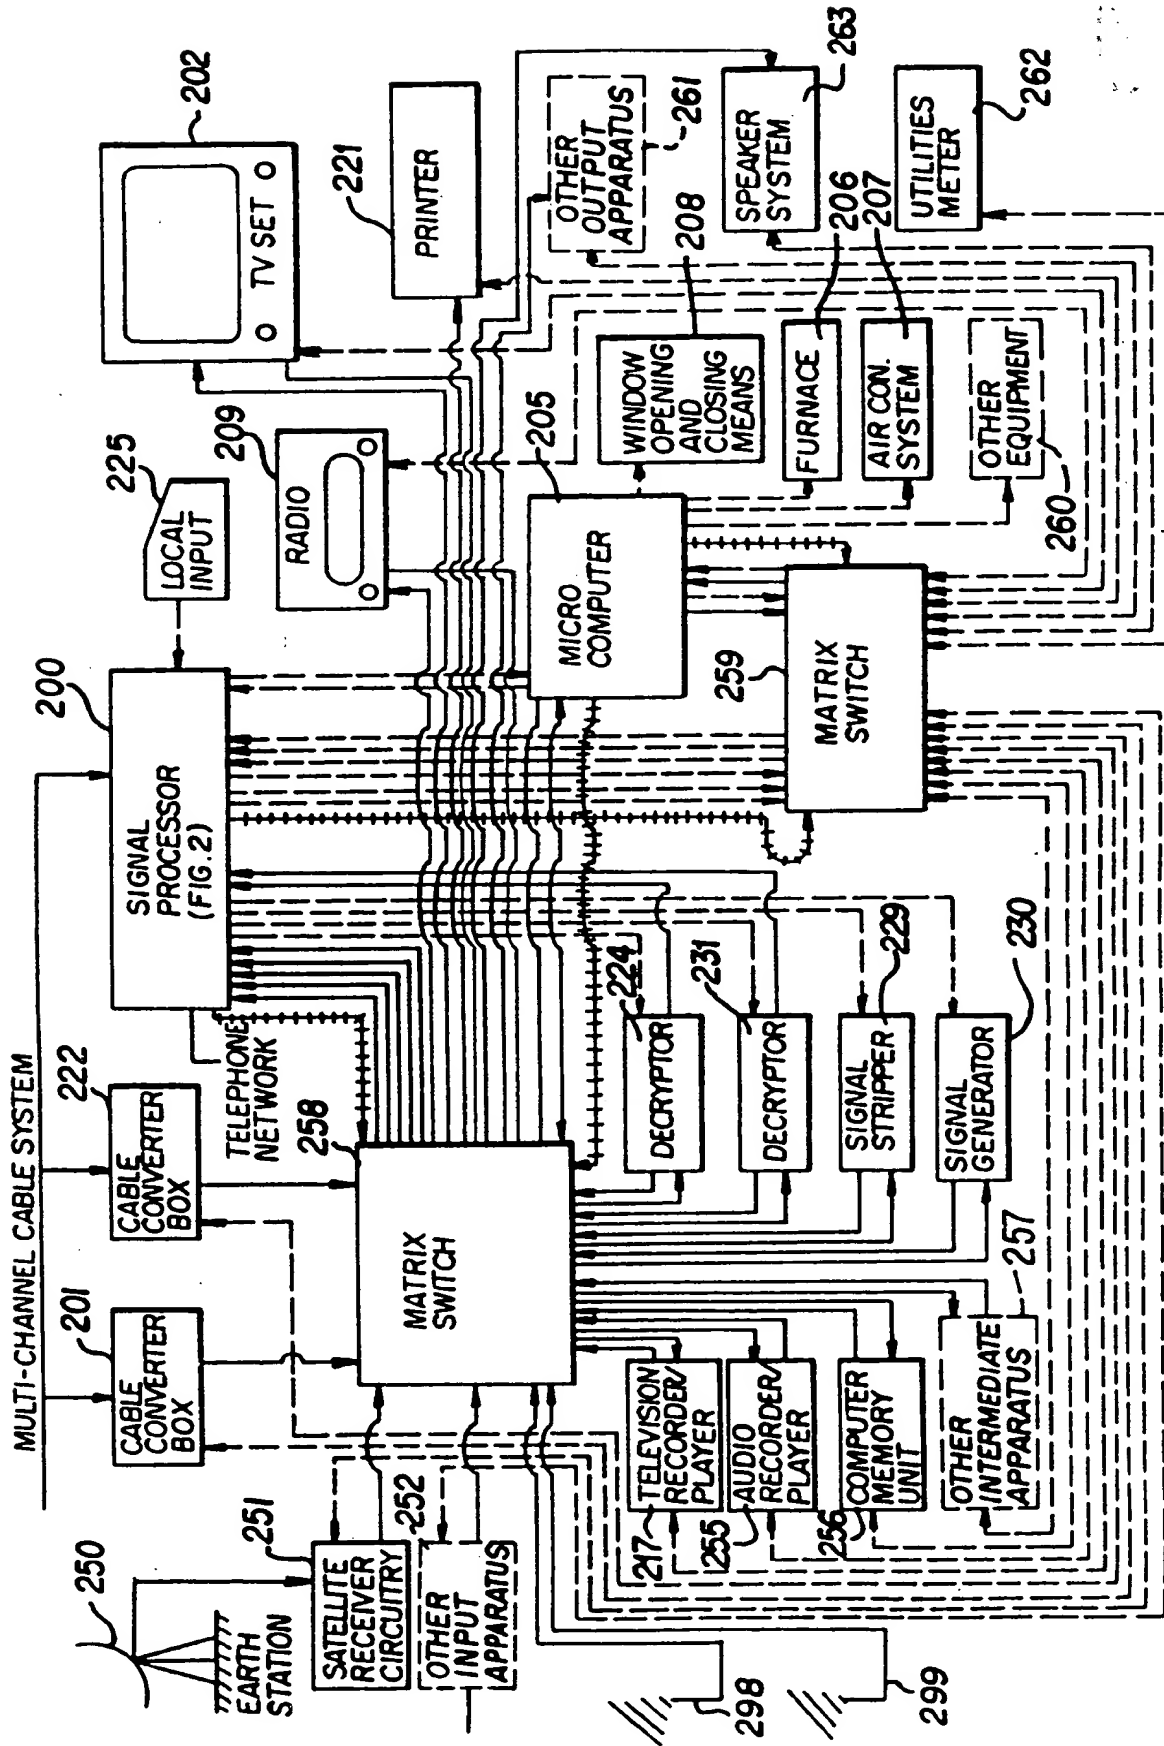 MULTI-CHANNEL CABLE SYSTEM
250
EARTH
STATION
251
SATELLITE
RECEIVER
CIRCUITRY
252
OTHER
INPUT
APPARATUS
298
299
201
CABLE
CONVERTER
BOX
222
CABLE
CONVERTER
BOX
TELEPHONE
NETWORK
258
MATRIX
SWITCH
200
SIGNAL
PROCESSOR
(FIG. 2)
225
LOCAL
INPUT
209
RADIO
202
TV SET
221
PRINTER
OTHER
OUTPUT
APPARATUS
261
SPEAKER
SYSTEM
263
UTILITIES
METER
262
208
WINDOW
OPENING
AND
CLOSING
MEANS
205
MICRO
COMPUTER
FURNACE
206
AIR CON.
SYSTEM
207
OTHER
EQUIPMENT
260
259
MATRIX
SWITCH
224
DECRYPTOR
231
DECRYPTOR
SIGNAL
STRIPPER
229
SIGNAL
GENERATOR
230
217
TELEVISION
RECORDER/
PLAYER
255
AUDIO
RECORDER/
PLAYER
256
COMPUTER
MEMORY
UNIT
OTHER
INTERMEDIATE
APPARATUS
257